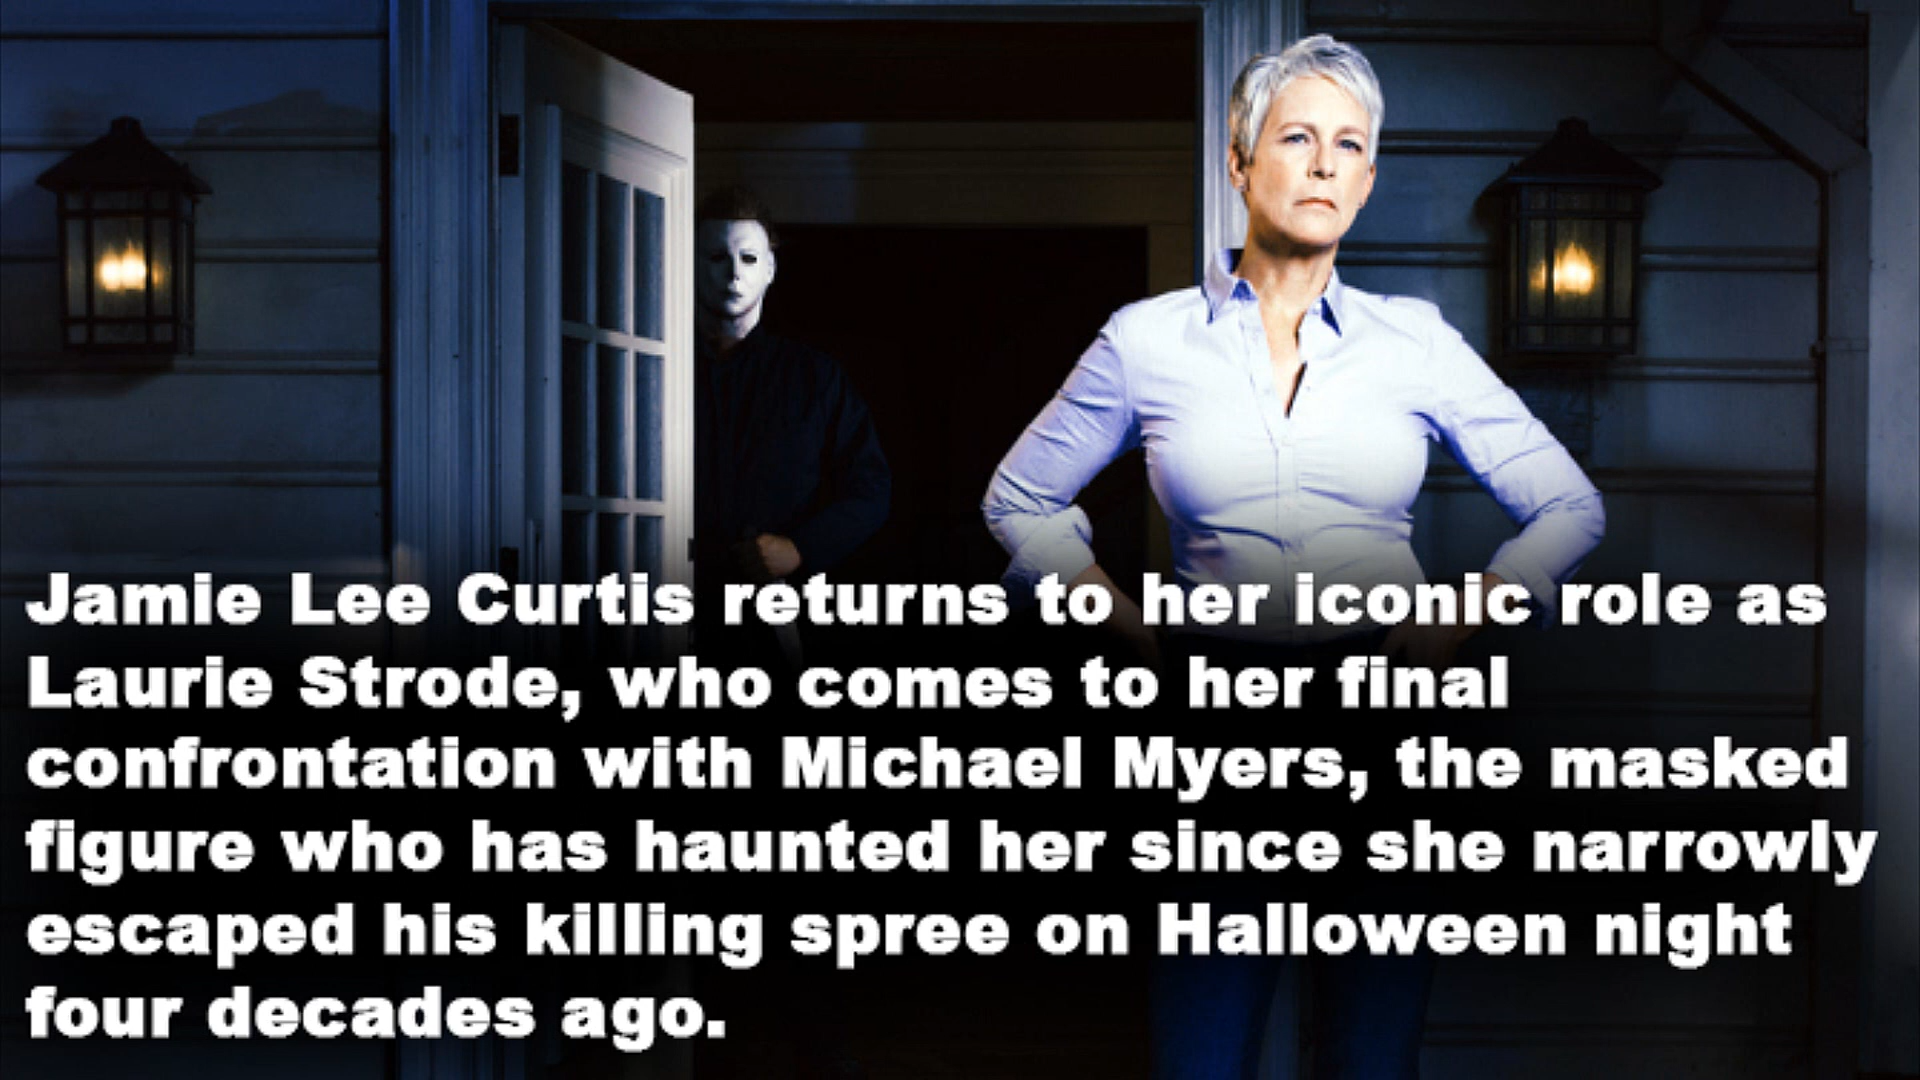 Jamie Lee Curtis returns to her iconic role as
Laurie Strode, who comes to her final
confrontation with Michael Myers, the masked
figure who has haunted her since she narrowly
escaped his killing spree on Halloween night
four decades ago.